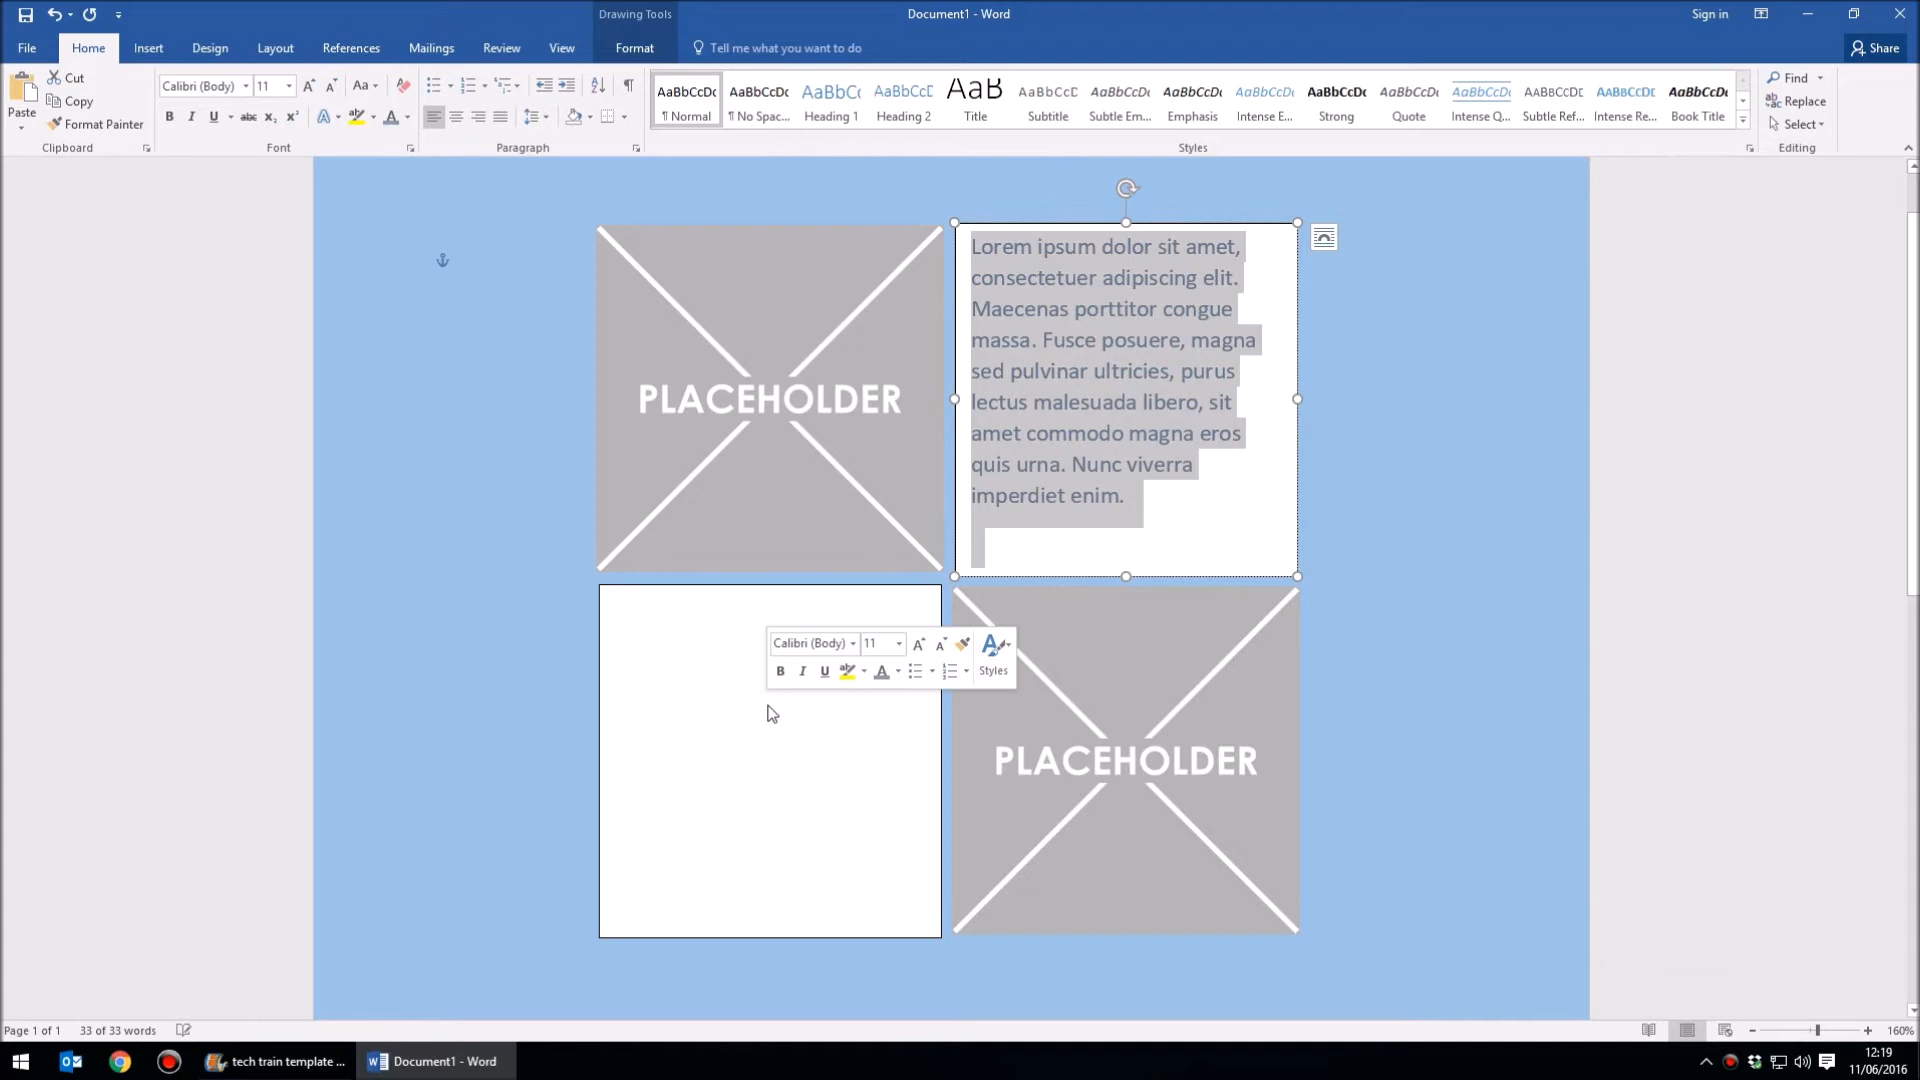 Drawing Tools
Document1 - Word
Sign in
File Home Insert Design Layout References Mailings Review View Format Tell me what you want to do
Share
Paste
Cut
Copy
Format Painter
Clipboard
Calibri (Body) 11
Font
Paragraph
AaBbCcDc AaBbCcDc AaBbCc AaBbCcC AaB AaBbCcC AaBbCcDc AaBbCcDc AaBbCcDc AaBbCcDc AaBbCcDc AaBbCcDc AaBbCcDc AaBbCcDc AaBbCcDc
¶ Normal ¶ No Spac... Heading 1 Heading 2 Title Subtitle Subtle Em... Emphasis Intense E... Strong Quote Intense Q... Subtle Ref... Intense Re... Book Title
Styles
Find
Replace
Select
Editing
PLACEHOLDER
Lorem ipsum dolor sit amet,
consectetuer adipiscing elit.
Maecenas porttitor congue
massa. Fusce posuere, magna
sed pulvinar ultricies, purus
lectus malesuada libero, sit
amet commodo magna eros
quis urna. Nunc viverra
imperdiet enim.
Calibri (Body) 11
B I U Styles
PLACEHOLDER
Page 1 of 1 33 of 33 words
160%
tech train template ...
Document1 - Word
12:19
11/06/2016